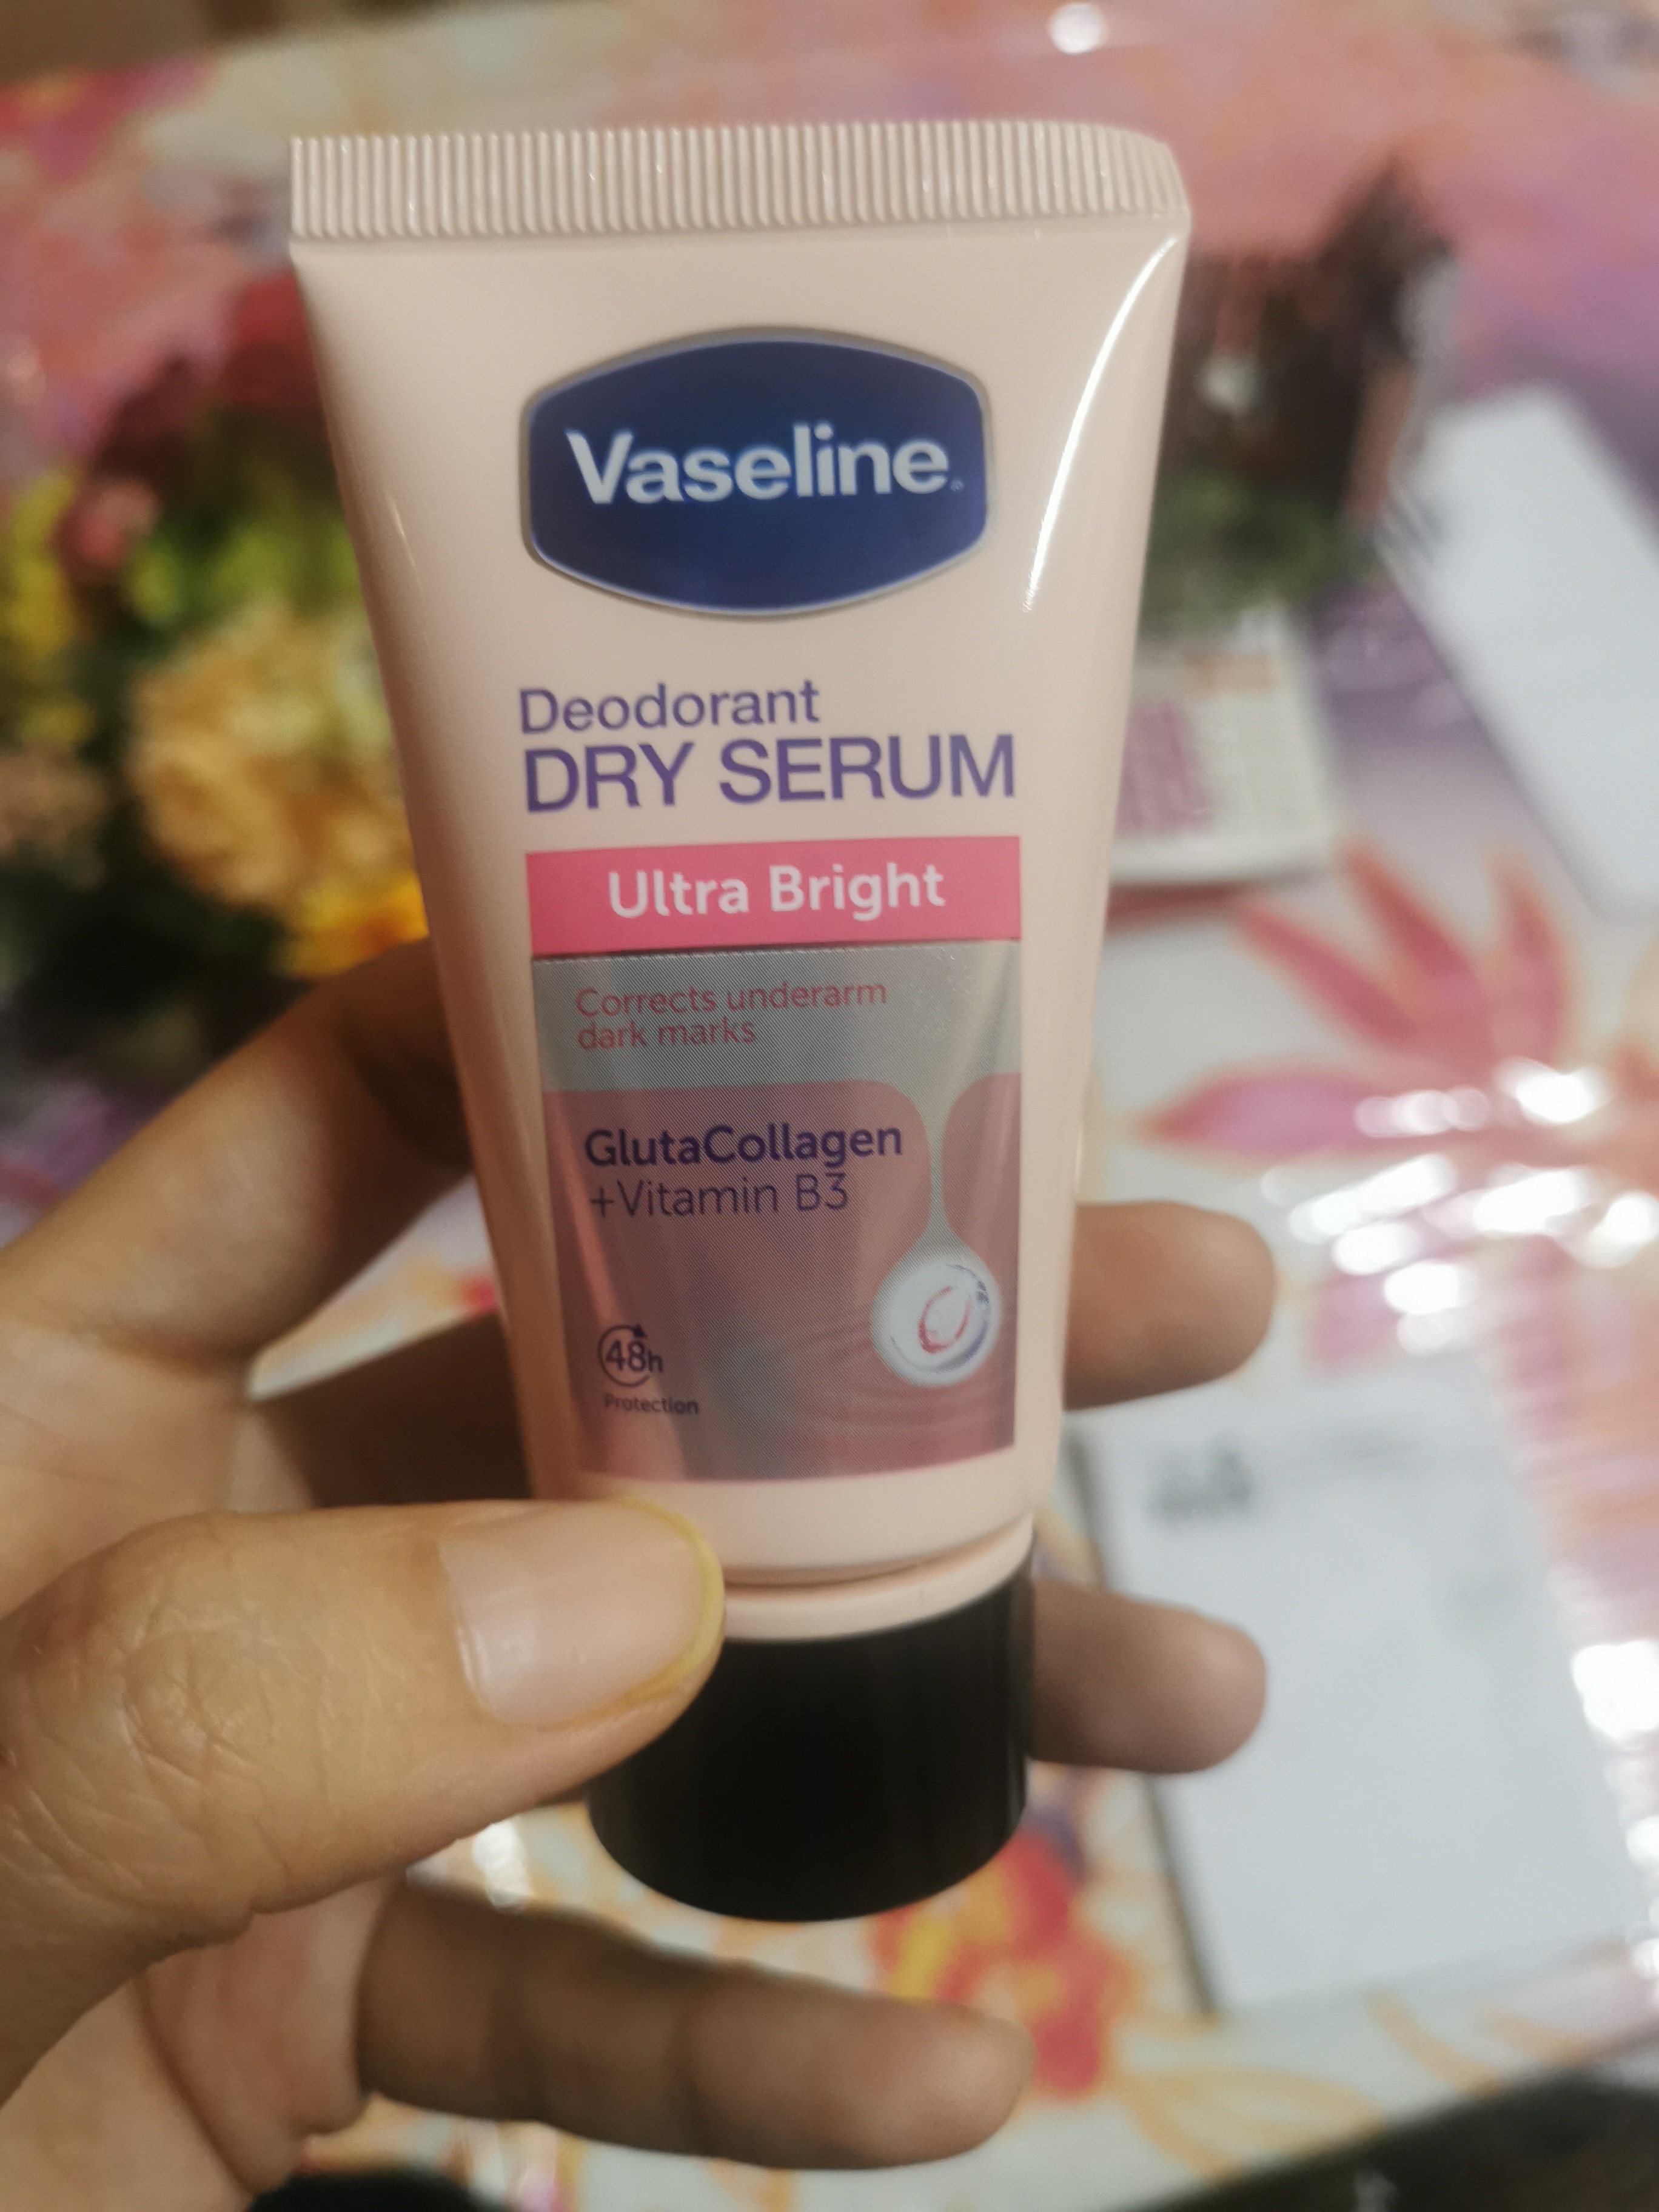 Vaseline
Deodorant
DRY SERUM
Ultra Bright
Corrects underarm
dark marks
GlutaCollagen
+Vitamin B3
48h
Protection